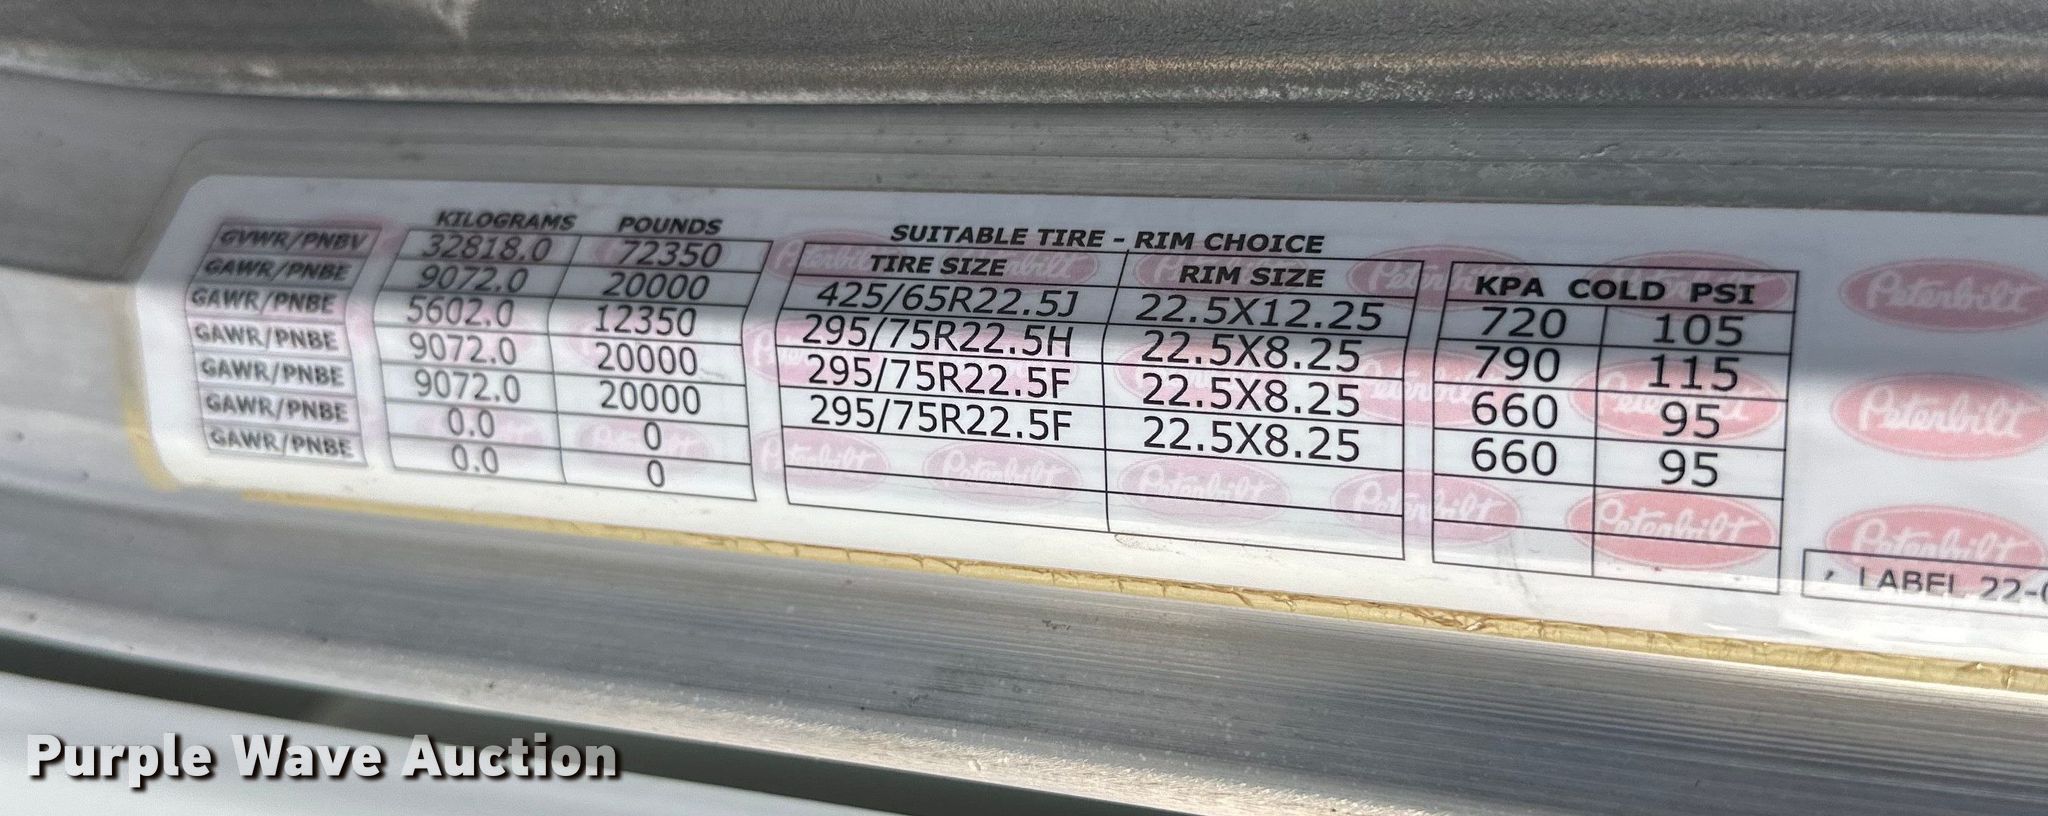 KILOGRAMS POUNDS
SUITABLE TIRE - RIM CHOICE
TIRE SIZE RIM SIZE KPA COLD PSI
GVWR/PNBV 32818.0 72350
GAWR/PNBE 9072.0 20000 425/65R22.5J 22.5X12.25 720 105
GAWR/PNBE 5602.0 12350 295/75R22.5H 22.5X8.25 790 115
GAWR/PNBE 9072.0 20000 295/75R22.5F 22.5X8.25 660 95
GAWR/PNBE 9072.0 20000 295/75R22.5F 22.5X8.25 660 95
GAWR/PNBE 0.0 0
GAWR/PNBE 0.0 0
Peterbilt
Peterbilt
Peterbilt
LABEL 22-
Purple Wave Auction